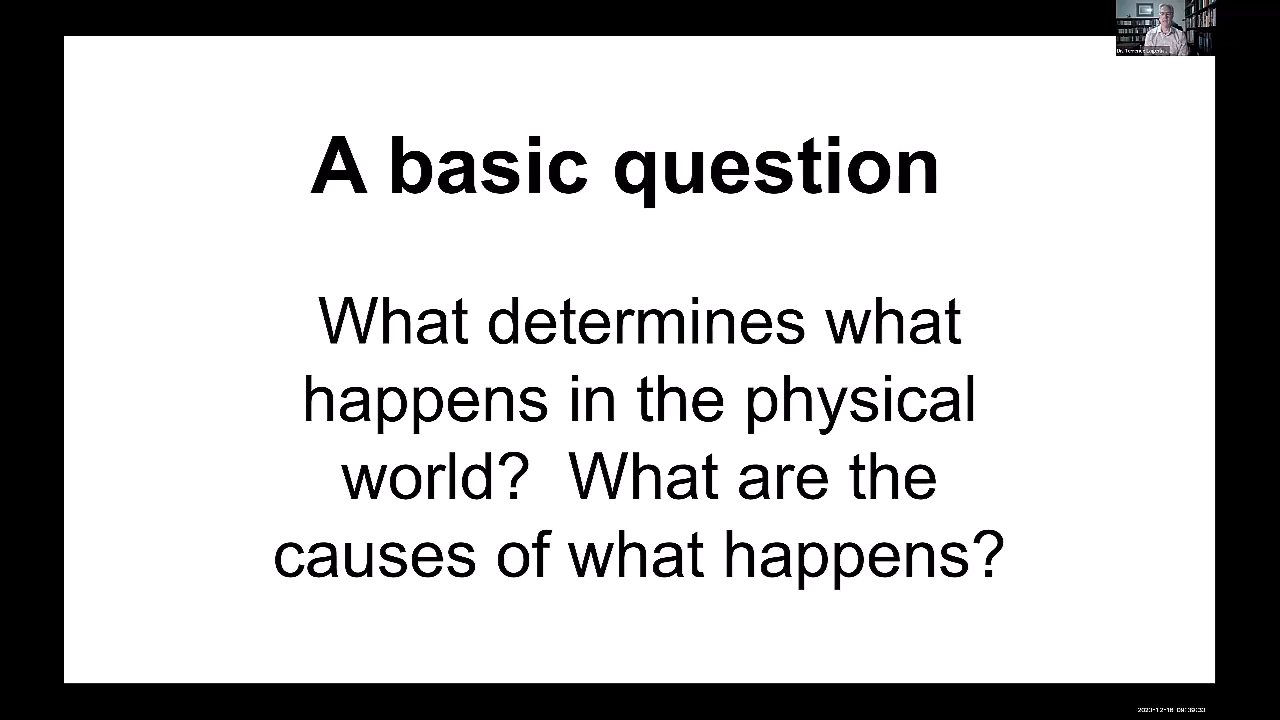 A basic question
What determines what
happens in the physical
world?  What are the
causes of what happens?